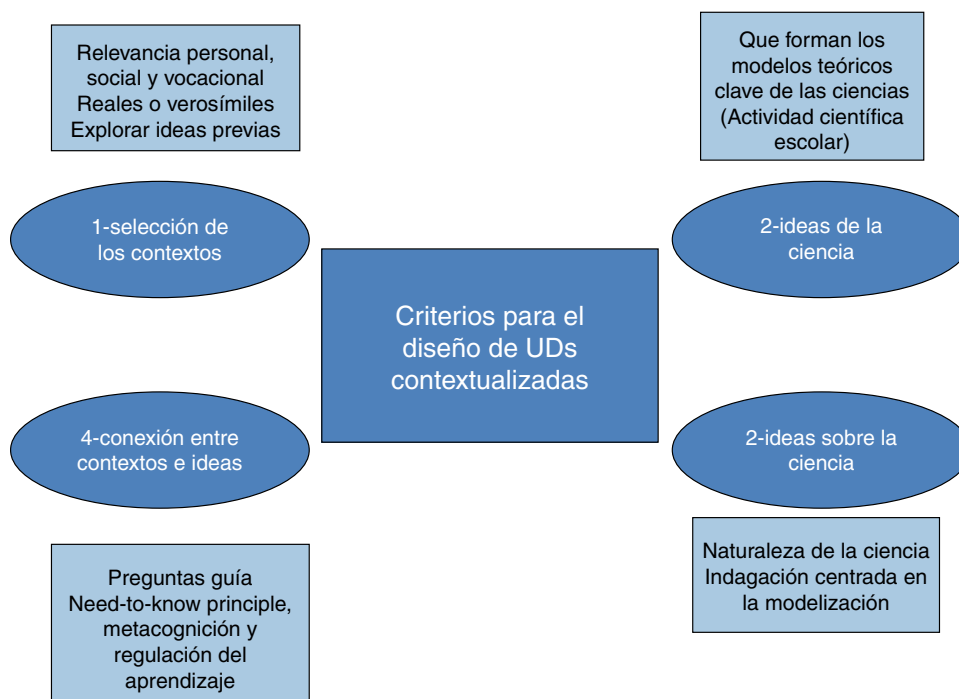 Relevancia personal,
social y vocacional
Reales o verosímiles
Explorar ideas previas
Que forman los
modelos teóricos
clave de las ciencias
(Actividad científica
escolar)
1-selección de
los contextos
2-ideas de la
ciencia
Criterios para el
diseño de UDs
contextualizadas
4-conexión entre
contextos e ideas
2-ideas sobre la
ciencia
Preguntas guía
Need-to-know principle,
metacognición y
regulación del
aprendizaje
Naturaleza de la ciencia
Indagación centrada en
la modelización